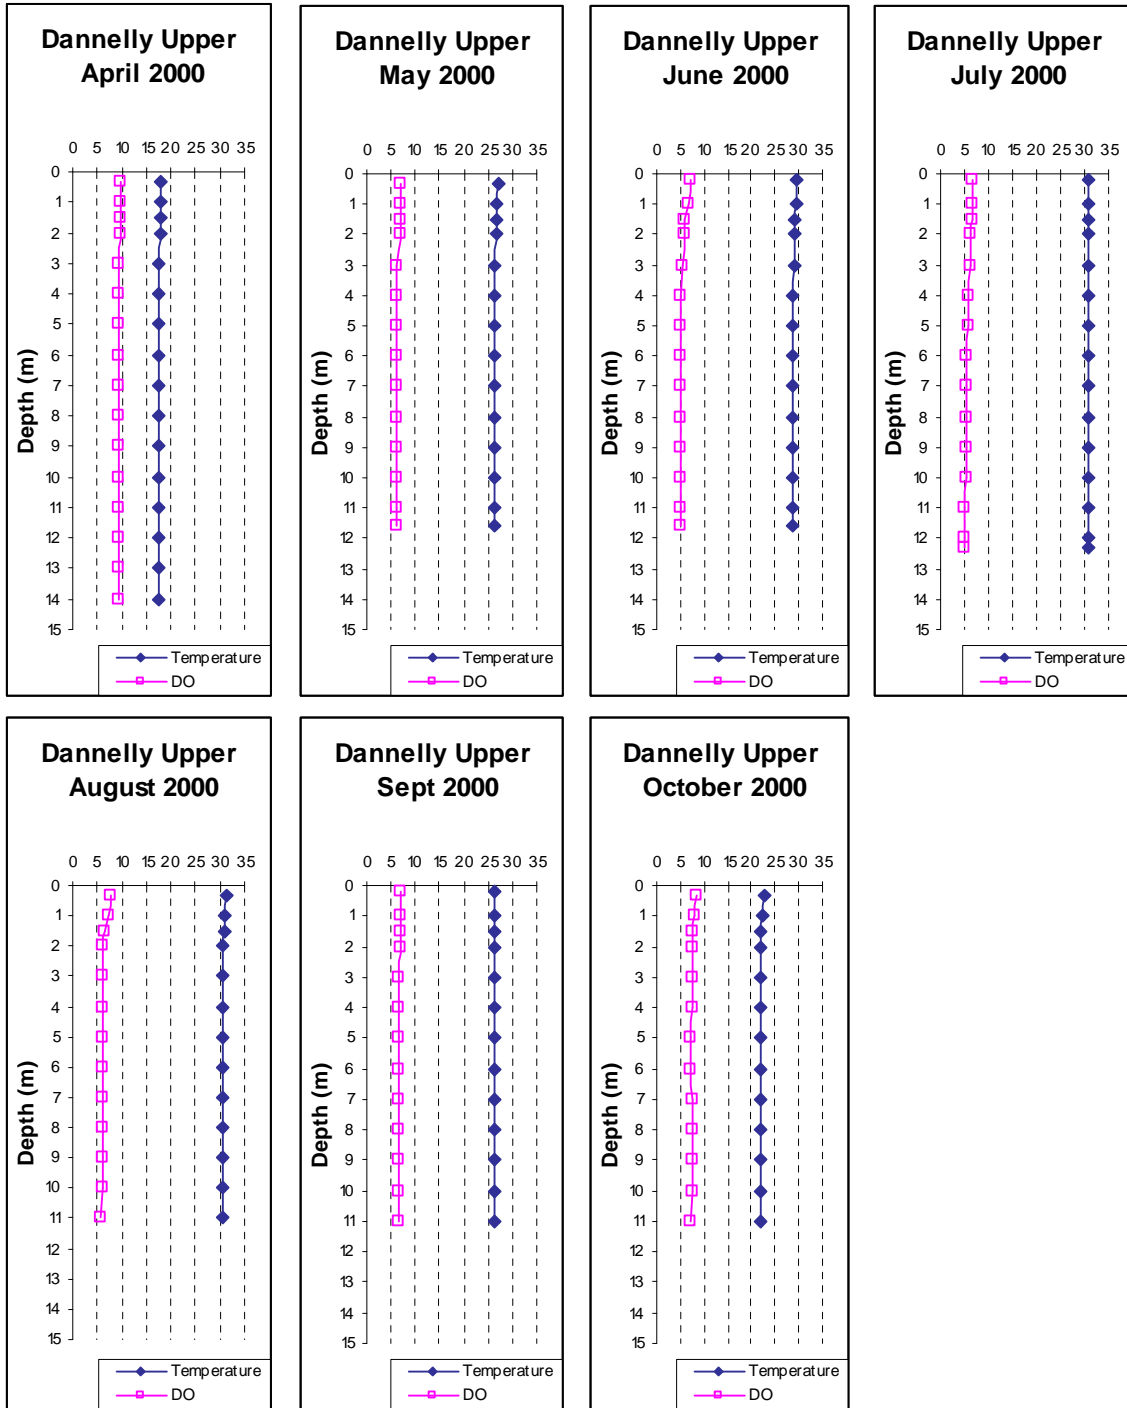 Dannelly Upper
April 2000
0 5 10 15 20 25 30 35
0
1
2
3
4
5
6
7
8
9
10
11
12
13
14
15
Depth (m)
Temperature
DO
Dannelly Upper
May 2000
0 5 10 15 20 25 30 35
0
1
2
3
4
5
6
7
8
9
10
11
12
13
14
15
Depth (m)
Temperature
DO
Dannelly Upper
June 2000
0 5 10 15 20 25 30 35
0
1
2
3
4
5
6
7
8
9
10
11
12
13
14
15
Depth (m)
Temperature
DO
Dannelly Upper
July 2000
0 5 10 15 20 25 30 35
0
1
2
3
4
5
6
7
8
9
10
11
12
13
14
15
Depth (m)
Temperature
DO
Dannelly Upper
August 2000
0 5 10 15 20 25 30 35
0
1
2
3
4
5
6
7
8
9
10
11
12
13
14
15
Depth (m)
Temperature
DO
Dannelly Upper
Sept 2000
0 5 10 15 20 25 30 35
0
1
2
3
4
5
6
7
8
9
10
11
12
13
14
15
Depth (m)
Temperature
DO
Dannelly Upper
October 2000
0 5 10 15 20 25 30 35
0
1
2
3
4
5
6
7
8
9
10
11
12
13
14
15
Depth (m)
Temperature
DO